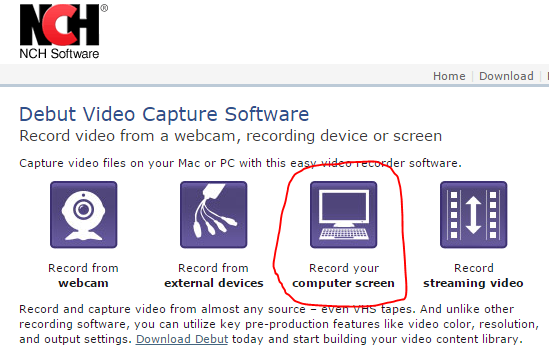 NCH®
NCH Software
Home | Download |
Debut Video Capture Software
Record video from a webcam, recording device or screen
Capture video files on your Mac or PC with this easy video recorder software.
Record from
webcam
Record from
external devices
Record your
computer screen
Record
streaming video
Record and capture video from almost any source – even VHS tapes. And unlike other
recording software, you can utilize key pre-production features like video color, resolution,
and output settings. Download Debut today and start building your video content library.